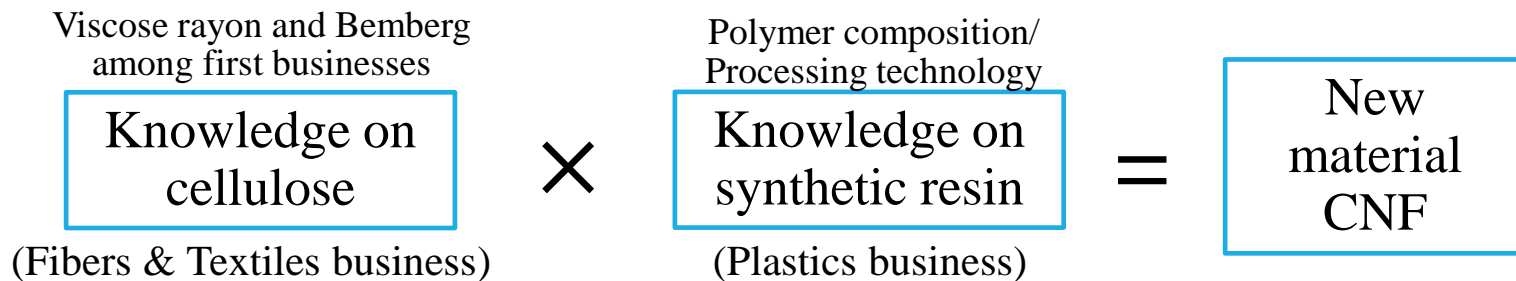 Viscose rayon and Bemberg
among first businesses
Knowledge on
cellulose
(Fibers & Textiles business)
×
Polymer composition/
Processing technology
Knowledge on
synthetic resin
(Plastics business)
=
New
material
CNF